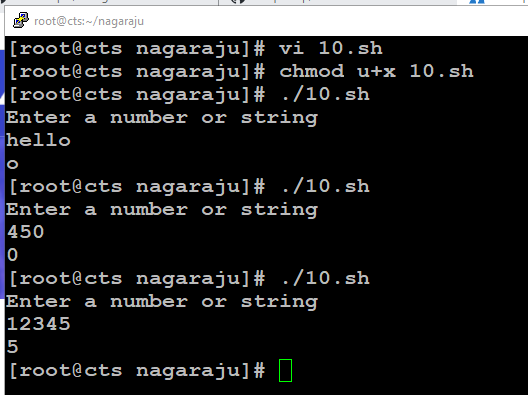 root@cts:~/nagaraju
[root@cts nagaraju]# vi 10.sh
[root@cts nagaraju]# chmod u+x 10.sh
[root@cts nagaraju]# ./10.sh
Enter a number or string
hello
o
[root@cts nagaraju]# ./10.sh
Enter a number or string
450
0
[root@cts nagaraju]# ./10.sh
Enter a number or string
12345
5
[root@cts nagaraju]#